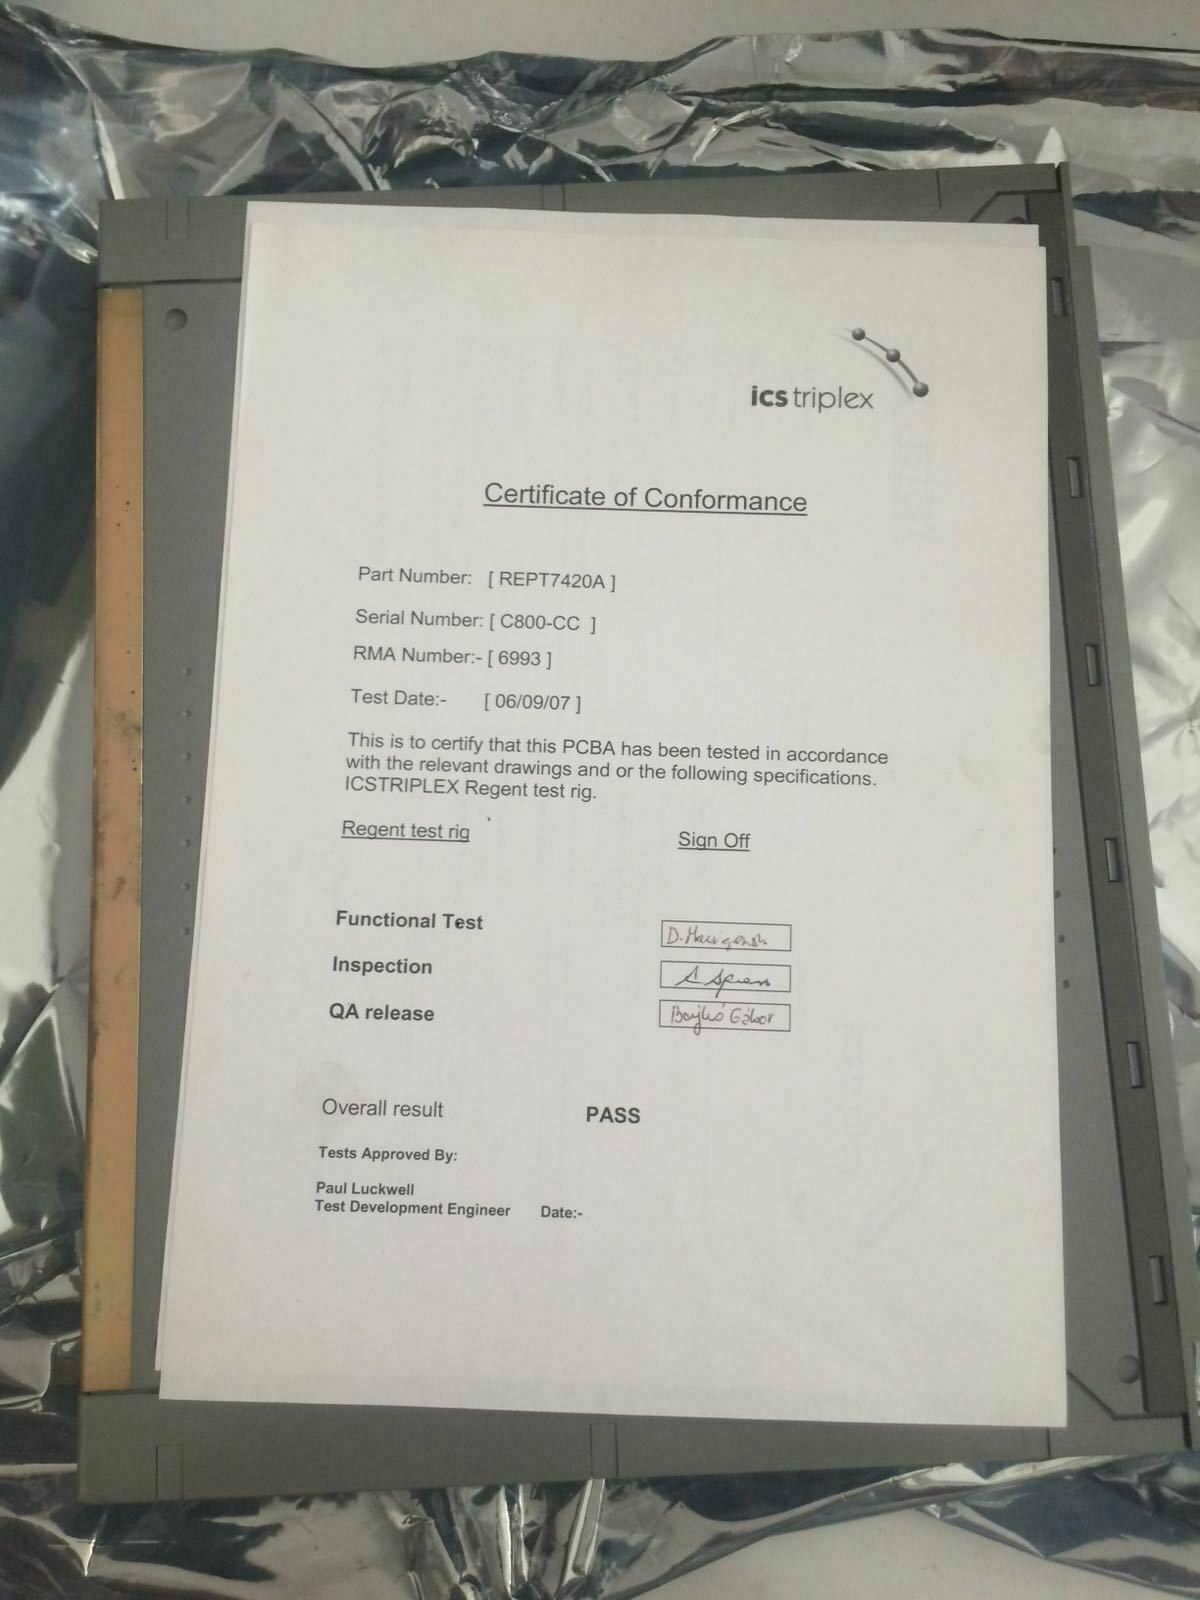 ics triplex
Certificate of Conformance
Part Number: [ REPT7420A ]
Serial Number: [ C800-CC ]
RMA Number:- [ 6993 ]
Test Date:- [ 06/09/07 ]
This is to certify that this PCBA has been tested in accordance
with the relevant drawings and or the following specifications.
ICSTRIPLEX Regent test rig.
Regent test rig Sign Off
Functional Test D.
Inspection
QA release Gábor
Overall result PASS
Tests Approved By:
Paul Luckwell
Test Development Engineer Date:-